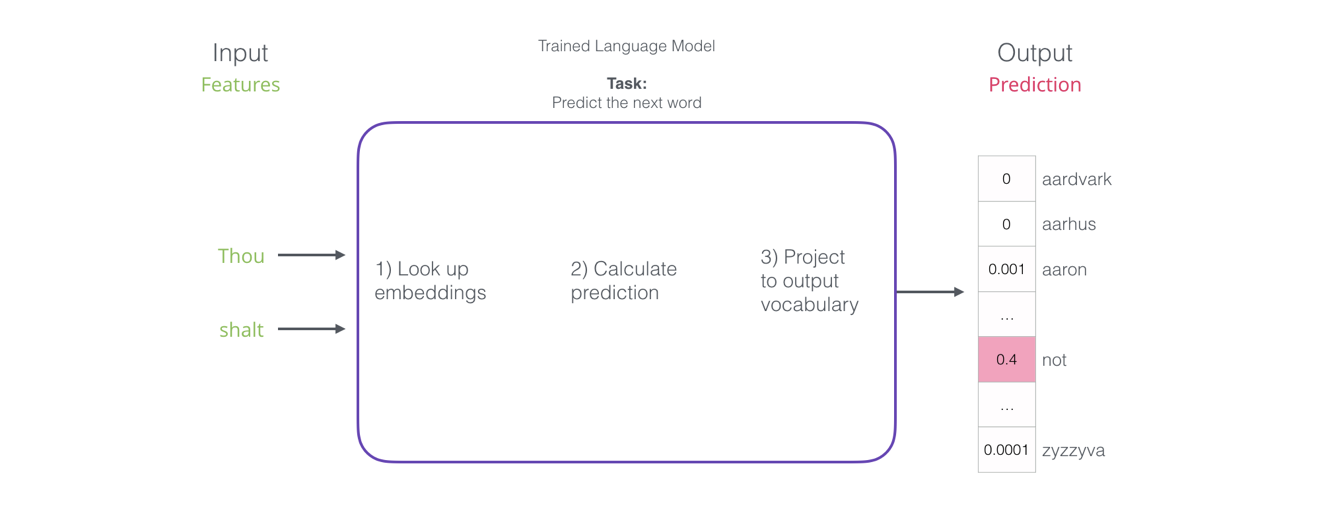 Input
Features
Trained Language Model
Task:
Predict the next word
Output
Prediction
Thou
shalt
1) Look up
embeddings
2) Calculate
prediction
3) Project
to output
vocabulary
0 aardvark
0 aarhus
0.001 aaron
...
0.4 not
...
0.0001 zyzzyva